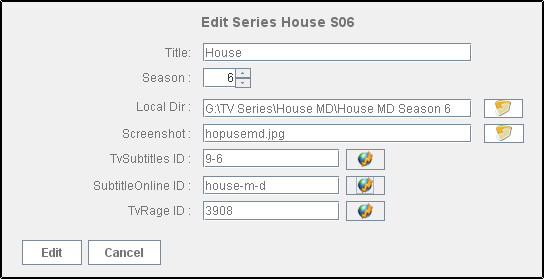 Edit Series House S06
Title: House
Season : 6
Local Dir : G:\TV Series\House MD\House MD Season 6
Screenshot : hopusemd.jpg
TvSubtitles ID : 9-6
SubtitleOnline ID : house-m-d
TvRage ID : 3908
Edit Cancel